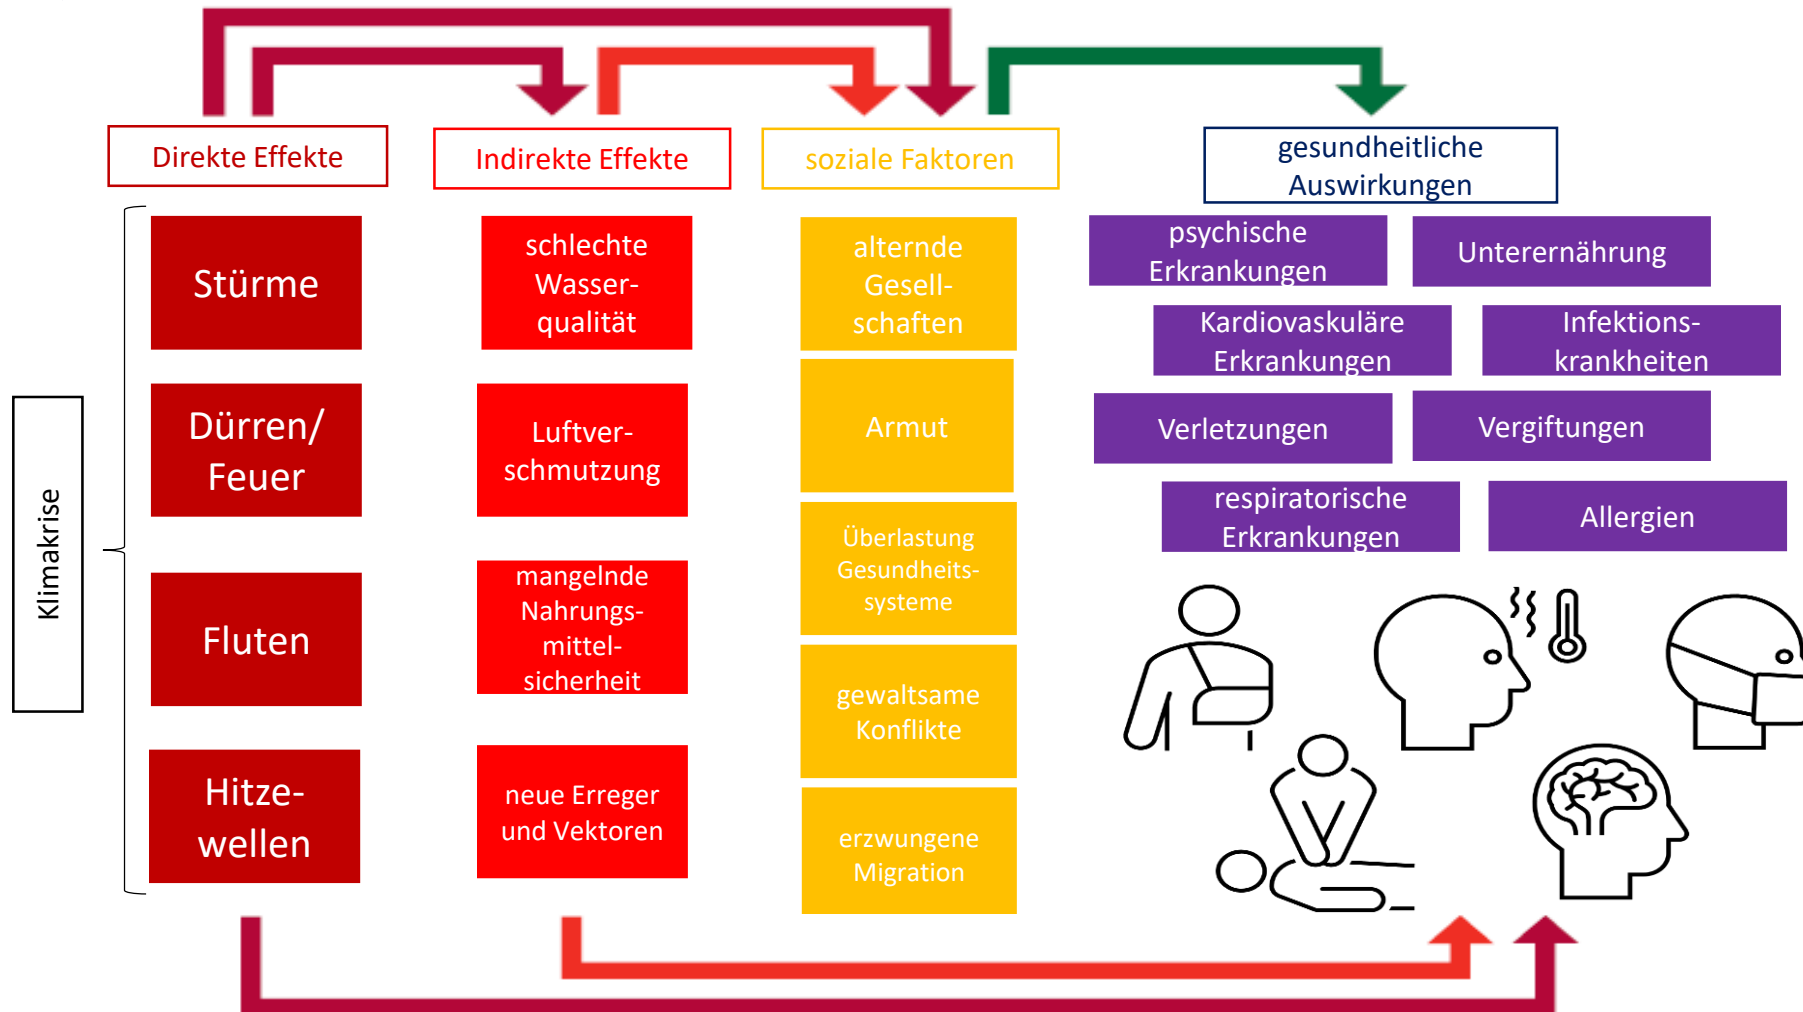 Direkte Effekte
Indirekte Effekte
soziale Faktoren
gesundheitliche
Auswirkungen
Klimakrise
Stürme
Dürren/
Feuer
Fluten
Hitze-
wellen
schlechte
Wasser-
qualität
Luftver-
schmutzung
mangelnde
Nahrungs-
mittel-
sicherheit
neue Erreger
und Vektoren
alternde
Gesell-
schaften
Armut
Überlastung
Gesundheits-
systeme
gewaltsame
Konflikte
erzwungene
Migration
psychische
Erkrankungen
Unterernährung
Kardiovaskuläre
Erkrankungen
Infektions-
krankheiten
Verletzungen
Vergiftungen
respiratorische
Erkrankungen
Allergien